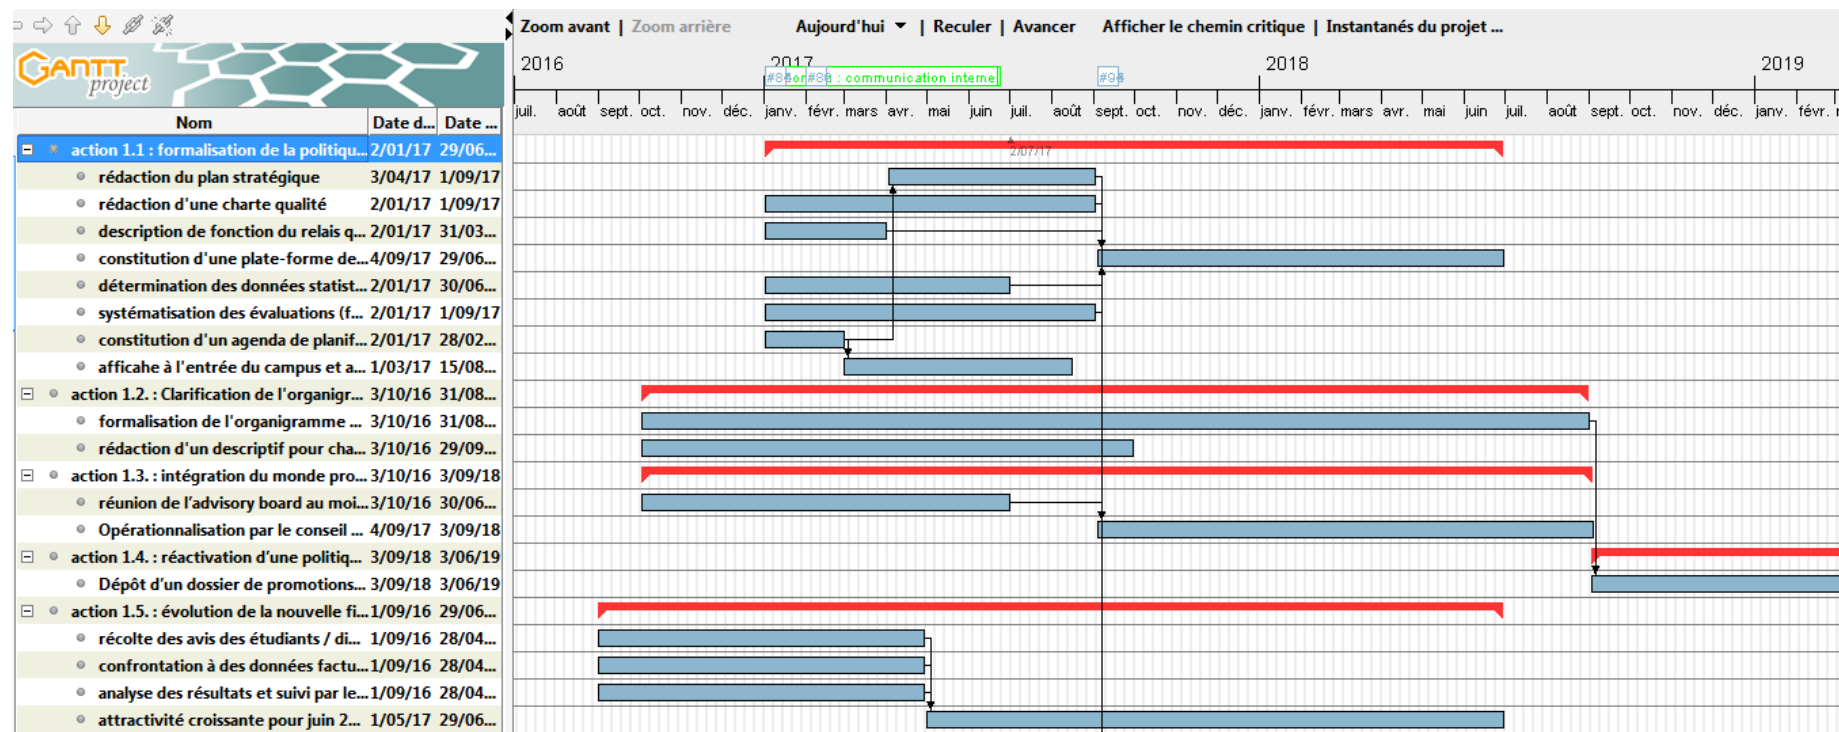 Zoom avant | Zoom arrière Aujourd'hui | Reculer | Avancer Afficher le chemin critique | Instantanés du projet ...
GANTT project
2016 2017 2018 2019
: communication interne
juil. août sept. oct. nov. déc. janv. févr. mars avr. mai juin juil. août sept. oct. nov. déc. janv. févr. mars avr. mai juin juil. août sept. oct. nov. déc. janv. févr.
Nom Date d... Date ...
action 1.1 : formalisation de la politiqu... 2/01/17 29/06...
2/07/17
rédaction du plan stratégique 3/04/17 1/09/17
rédaction d'une charte qualité 2/01/17 1/09/17
description de fonction du relais q... 2/01/17 31/03...
constitution d'une plate-forme de... 4/09/17 29/06...
détermination des données statist... 2/01/17 30/06...
systématisation des évaluations (f... 2/01/17 1/09/17
constitution d'un agenda de planif... 2/01/17 28/02...
afficahe à l'entrée du campus et a... 1/03/17 15/08...
action 1.2. : Clarification de l'organigr... 3/10/16 31/08...
formalisation de l'organigramme ... 3/10/16 31/08...
rédaction d'un descriptif pour cha... 3/10/16 29/09...
action 1.3. : intégration du monde pro... 3/10/16 3/09/18
réunion de l'advisory board au moi... 3/10/16 30/06...
Opérationnalisation par le conseil ... 4/09/17 3/09/18
action 1.4. : réactivation d'une politiq... 3/09/18 3/06/19
Dépôt d'un dossier de promotions... 3/09/18 3/06/19
action 1.5. : évolution de la nouvelle fi... 1/09/16 29/06...
récolte des avis des étudiants / di... 1/09/16 28/04...
confrontation à des données factu... 1/09/16 28/04...
analyse des résultats et suivi par le... 1/09/16 28/04...
attractivité croissante pour juin 2... 1/05/17 29/06...